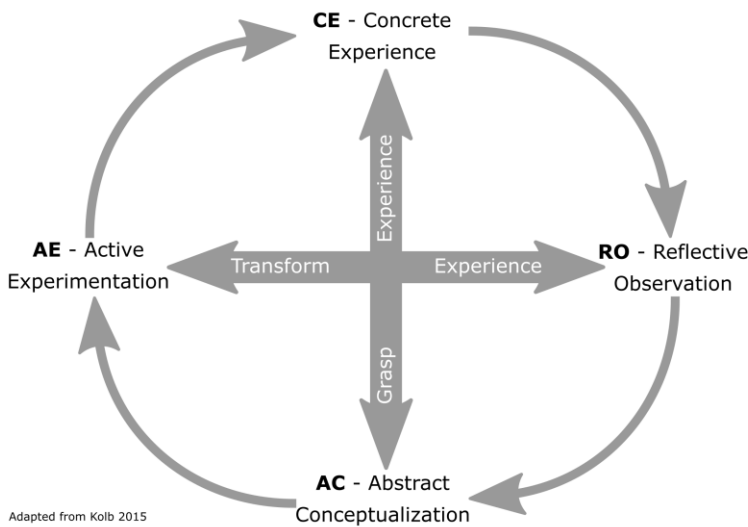 CE - Concrete
Experience
Experience
AE - Active
Experimentation
Transform
Experience
RO - Reflective
Observation
Grasp
AC - Abstract
Conceptualization
Adapted from Kolb 2015